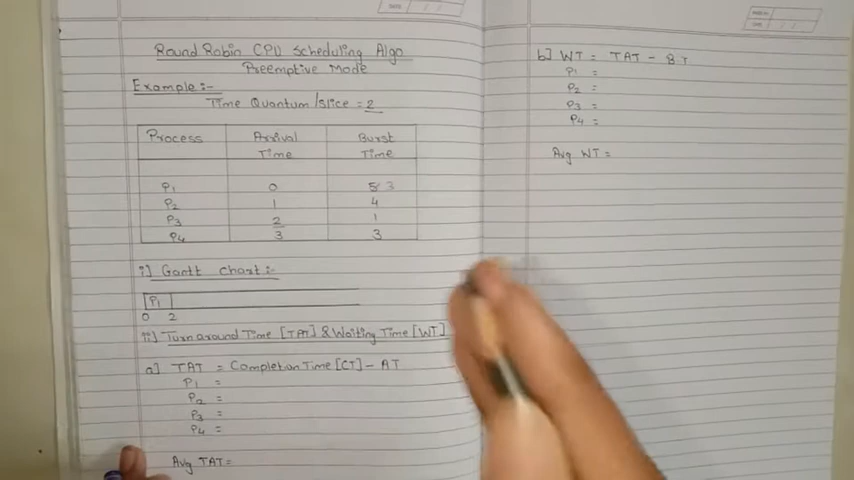 Round Robin CPU Scheduling Algo
Preemptive Mode
Example :-
Time Quantum/slice = 2
Process Arrival Time Burst Time
P1 0 5 3
P2 1 4
P3 2 1
P4 3 3
i] Gantt chart :-
P1
0 2
ii] Turnaround Time [TAT] & Waiting Time [WT]
a] TAT = Completion Time [CT] - AT
P1 =
P2 =
P3 =
P4 =
Avg TAT =
b] WT = TAT - BT
P1 =
P2 =
P3 =
P4 =
Avg WT =